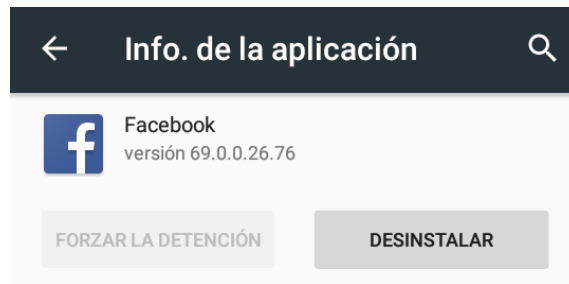 Info. de la aplicación
Facebook
versión 69.0.0.26.76
FORZAR LA DETENCIÓN DESINSTALAR